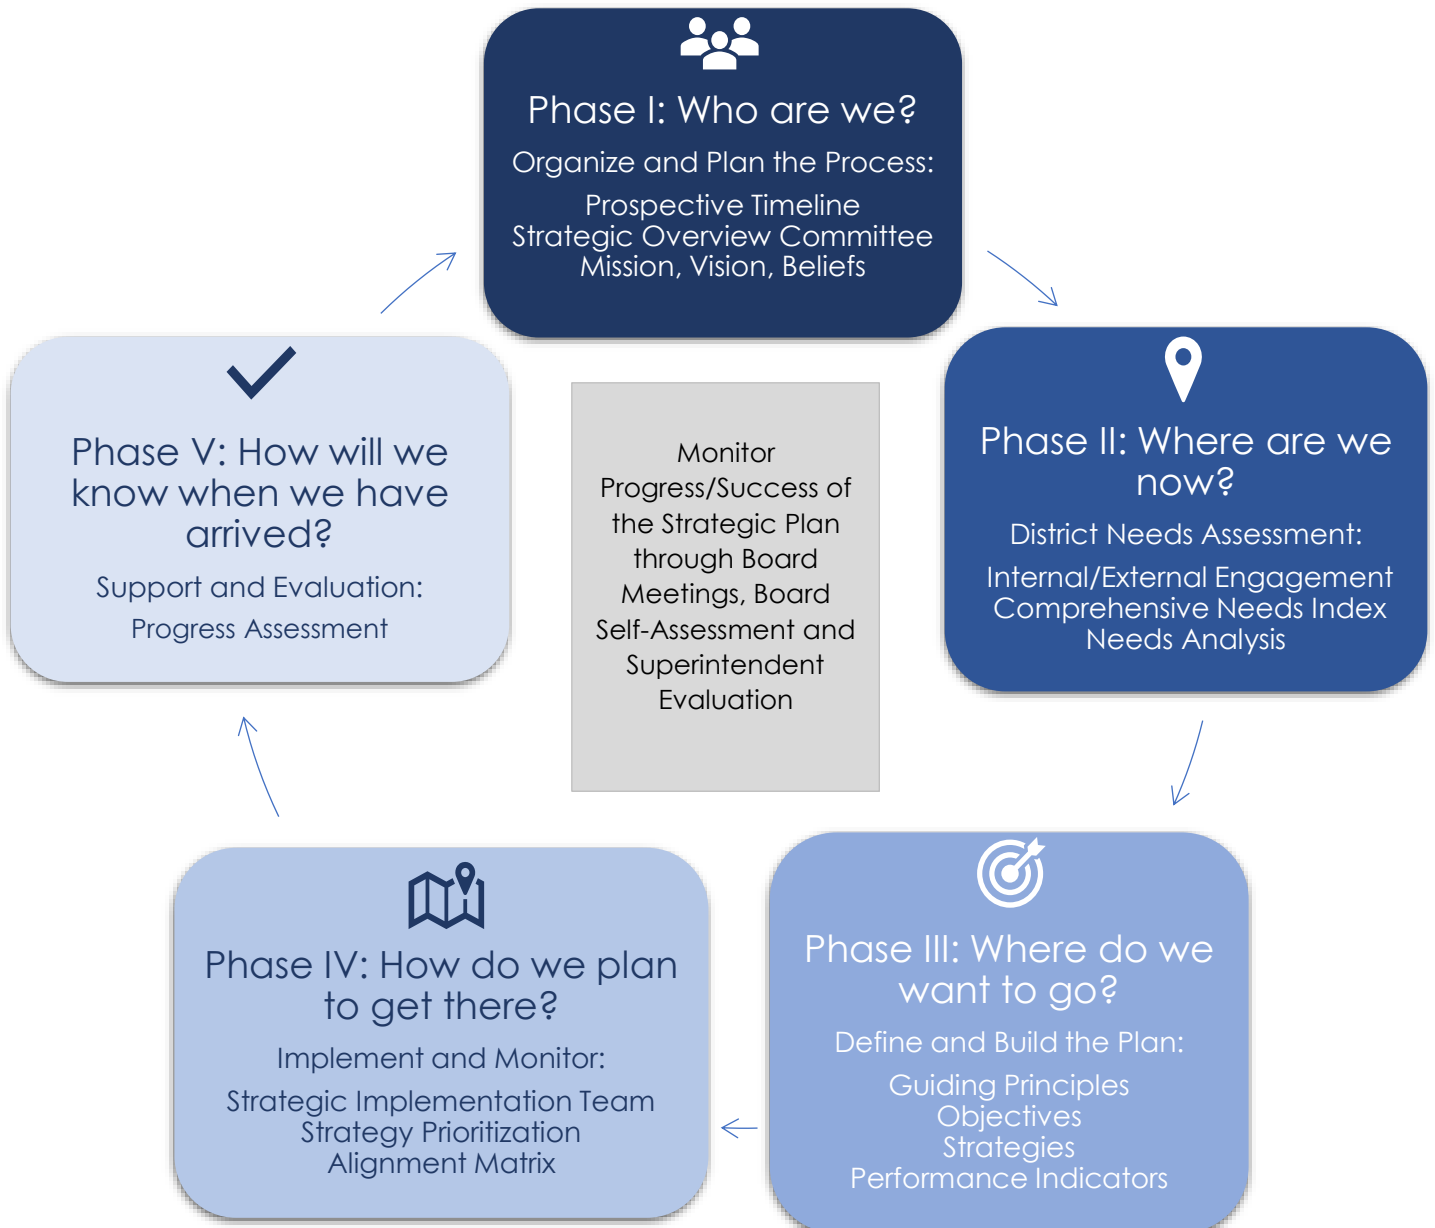 Phase I: Who are we?
Organize and Plan the Process:
Prospective Timeline
Strategic Overview Committee
Mission, Vision, Beliefs
Phase II: Where are we
now?
District Needs Assessment:
Internal/External Engagement
Comprehensive Needs Index
Needs Analysis
Phase III: Where do we
want to go?
Define and Build the Plan:
Guiding Principles
Objectives
Strategies
Performance Indicators
Phase IV: How do we plan
to get there?
Implement and Monitor:
Strategic Implementation Team
Strategy Prioritization
Alignment Matrix
Phase V: How will we
know when we have
arrived?
Support and Evaluation:
Progress Assessment
Monitor
Progress/Success of
the Strategic Plan
through Board
Meetings, Board
Self-Assessment and
Superintendent
Evaluation